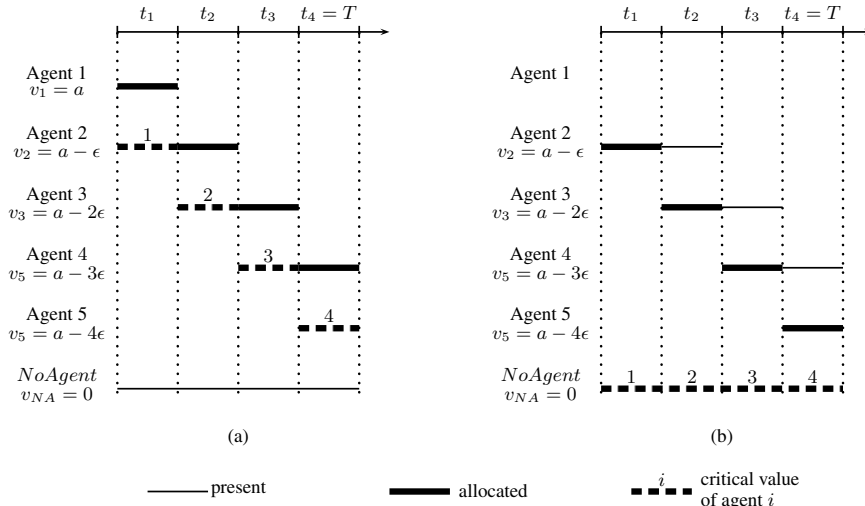 t1 t2 t3 t4 = T
Agent 1
v1 = a
Agent 2
v2 = a − ϵ
1
Agent 3
v3 = a − 2ϵ
2
Agent 4
v5 = a − 3ϵ
3
Agent 5
v5 = a − 4ϵ
4
NoAgent
vNA = 0
(a)
t1 t2 t3 t4 = T
Agent 1
Agent 2
v2 = a − ϵ
Agent 3
v3 = a − 2ϵ
Agent 4
v5 = a − 3ϵ
Agent 5
v5 = a − 4ϵ
NoAgent
vNA = 0
1 2 3 4
(b)
present
allocated
i
critical value
of agent i